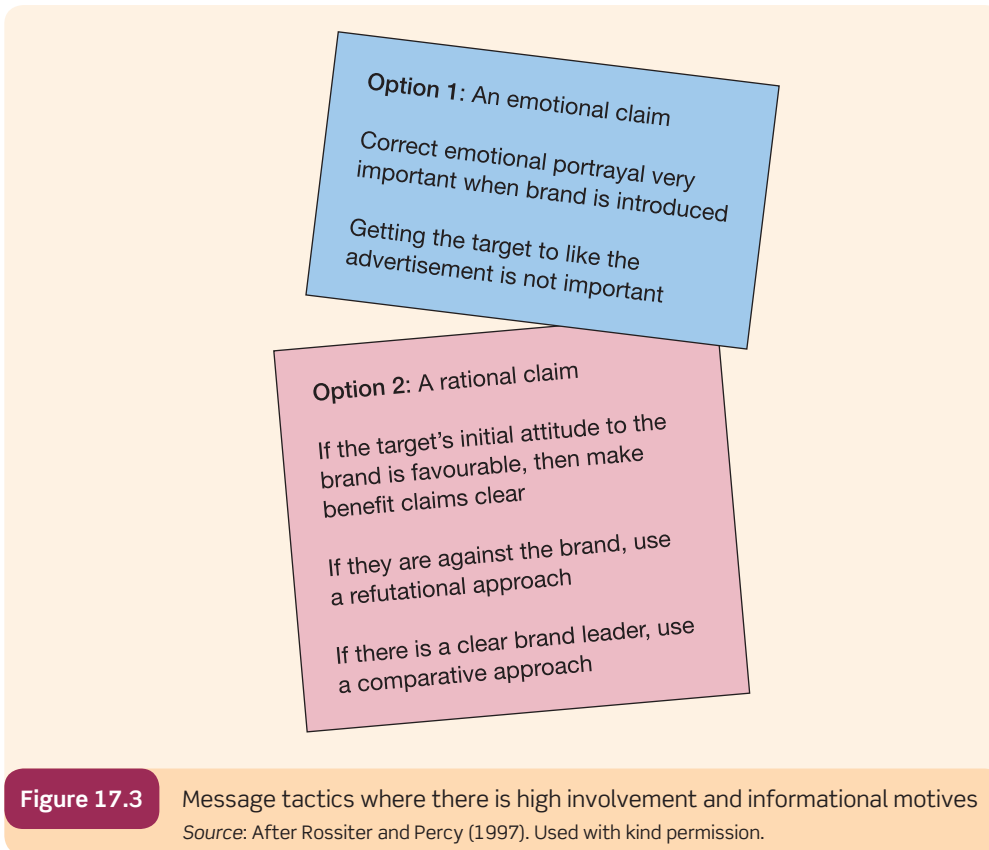 Option 1: An emotional claim
Correct emotional portrayal very
important when brand is introduced
Getting the target to like the
advertisement is not important
Option 2: A rational claim
If the target’s initial attitude to the
brand is favourable, then make
benefit claims clear
If they are against the brand, use
a refutational approach
If there is a clear brand leader, use
a comparative approach
Figure 17.3
Message tactics where there is high involvement and informational motives
Source: After Rossiter and Percy (1997). Used with kind permission.